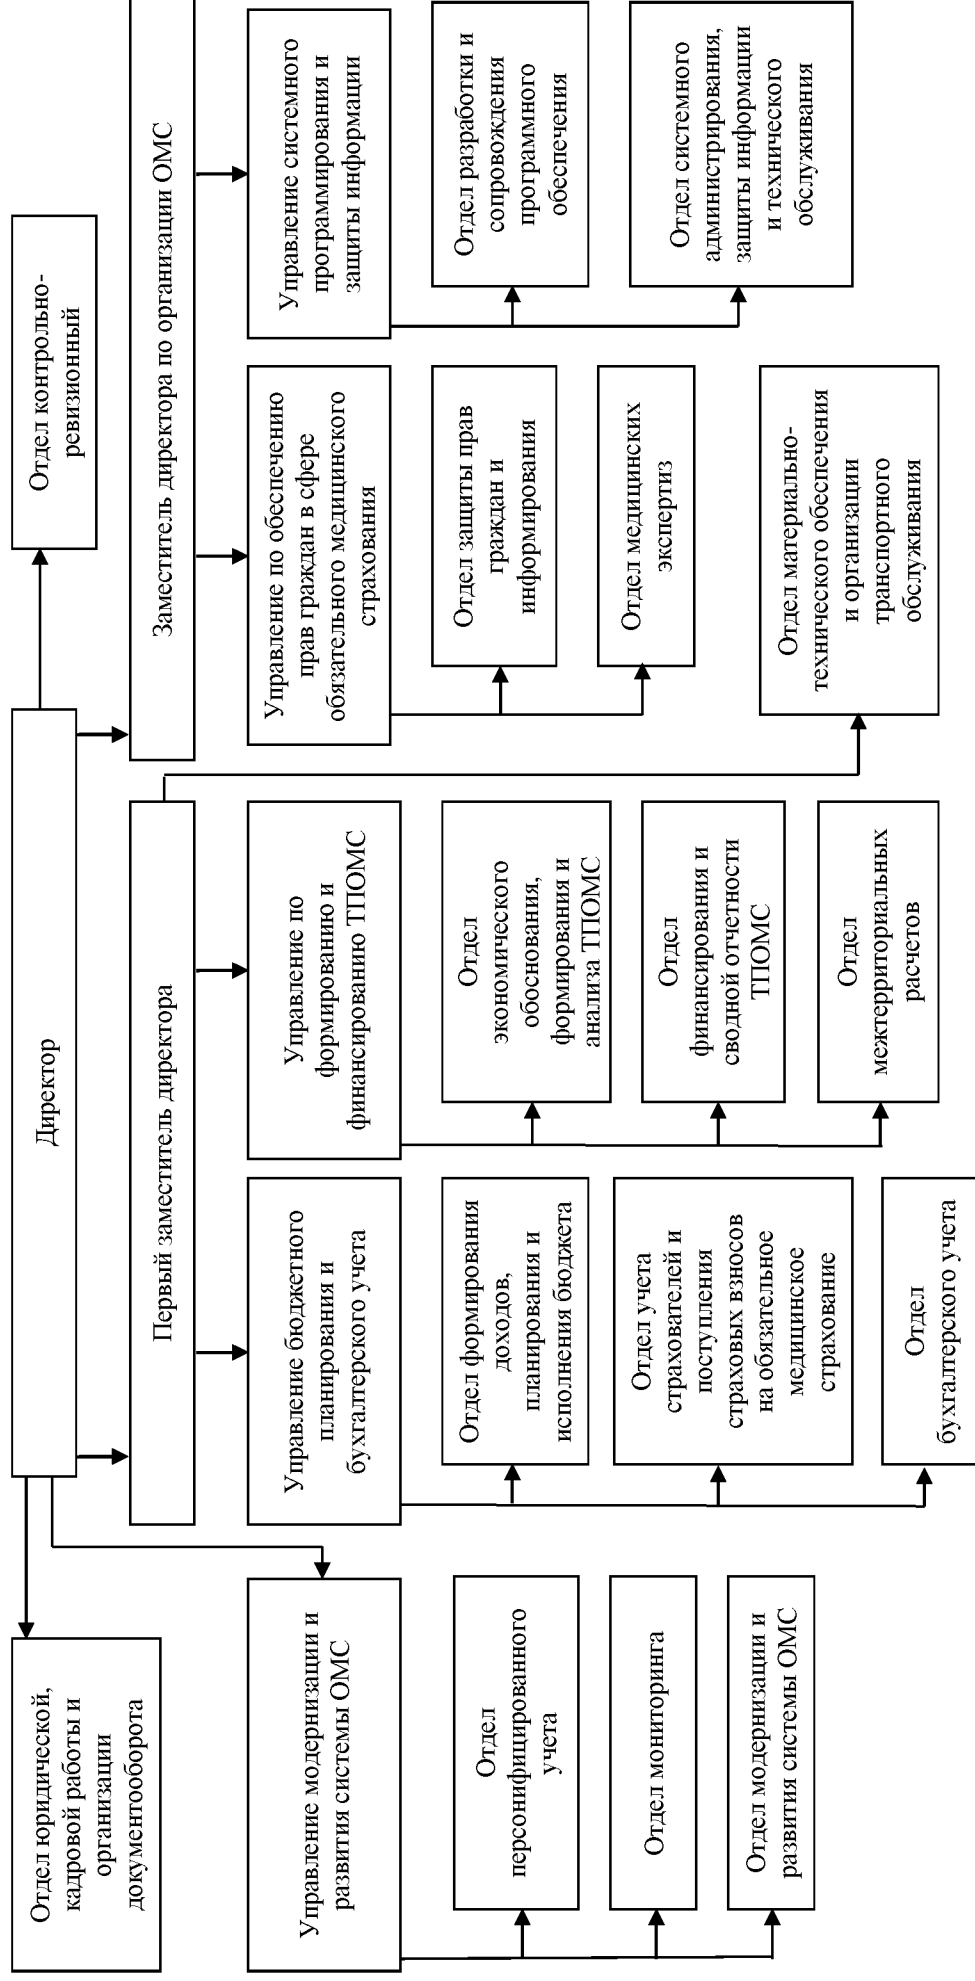 Директор
Отдел юридической,
кадровой работы и
организации
документооборота
Отдел контрольно-
ревизионный
Первый заместитель директора
Заместитель директора по организации ОМС
Управление модернизации и
развития системы ОМС
Управление бюджетного
планирования и
бухгалтерского учета
Управление по
формированию и
финансированию ТПОМС
Управление по обеспечению
прав граждан в сфере
обязательного медицинского
страхования
Управление системного
программирования и
защиты информации
Отдел
персонифицированного
учета
Отдел мониторинга
Отдел модернизации и
развития системы ОМС
Отдел формирования
доходов,
планирования и
исполнения бюджета
Отдел учета
страхователей и
поступления
страховых взносов
на обязательное
медицинское
страхование
Отдел
бухгалтерского учета
Отдел
экономического
обоснования,
формирования и
анализа ТПОМС
Отдел
финансирования и
сводной отчетности
ТПОМС
Отдел
межтерриториальных
расчетов
Отдел защиты прав
граждан и
информирования
Отдел медицинских
экспертиз
Отдел материально-
технического обеспечения
и организации
транспортного
обслуживания
Отдел разработки и
сопровождения
программного
обеспечения
Отдел системного
администрирования,
защиты информации
и технического
обслуживания